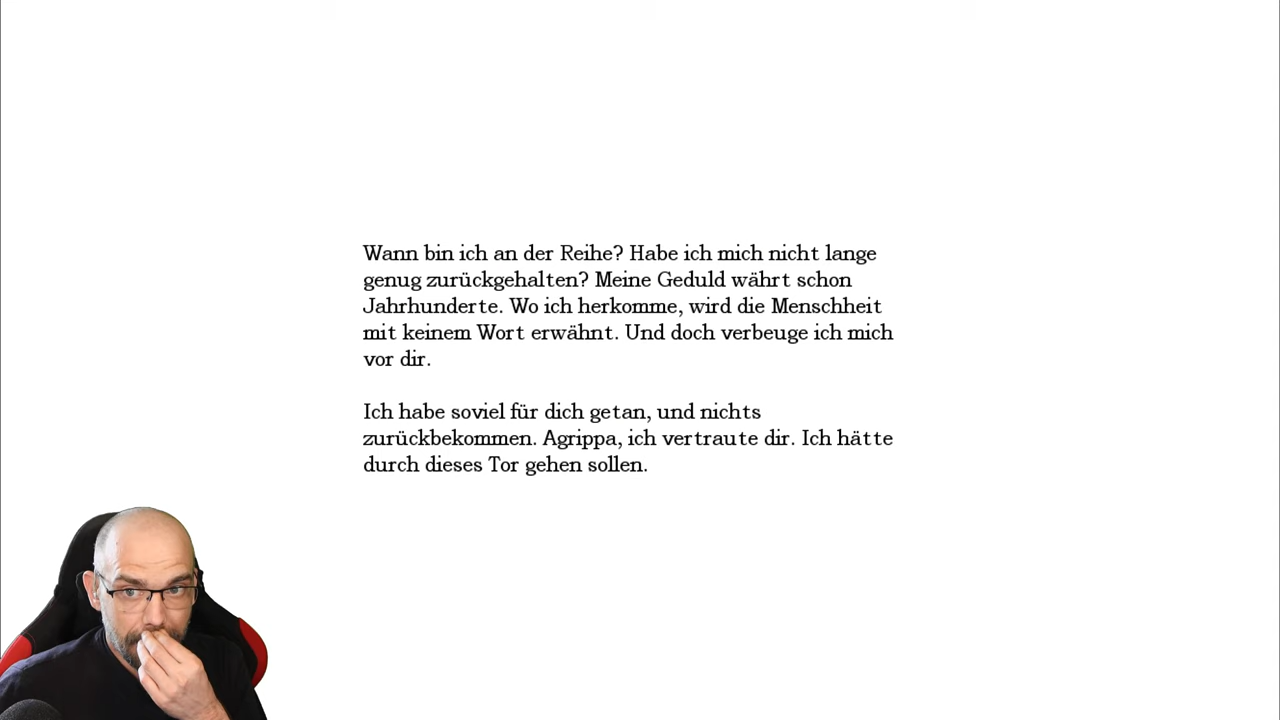 Wann bin ich an der Reihe? Habe ich mich nicht lange
genug zurückgehalten? Meine Geduld währt schon
Jahrhunderte. Wo ich herkomme, wird die Menschheit
mit keinem Wort erwähnt. Und doch verbeuge ich mich
vor dir.
Ich habe soviel für dich getan, und nichts
zurückbekommen. Agrippa, ich vertraute dir. Ich hätte
durch dieses Tor gehen sollen.